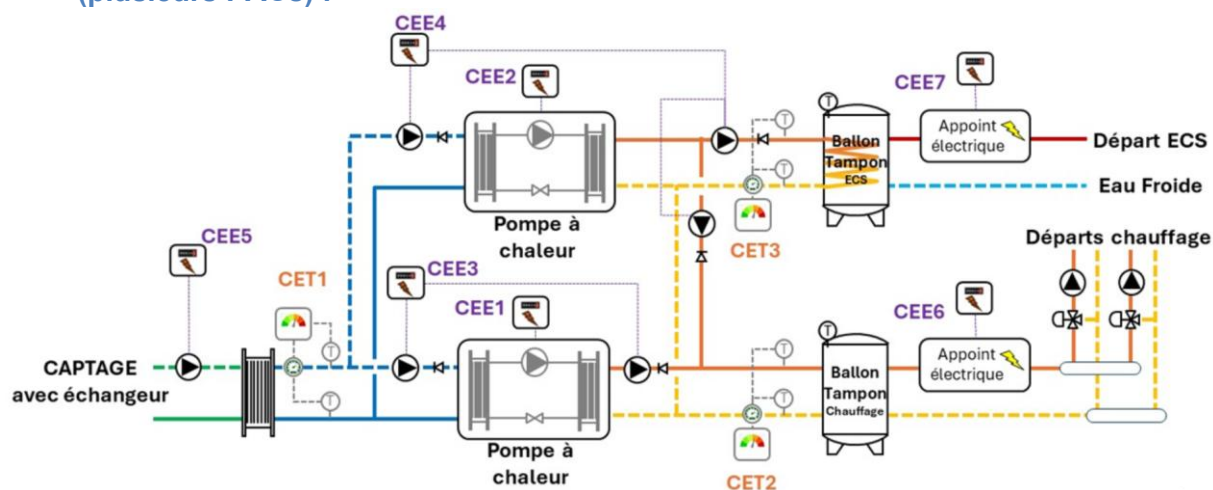 CEE4
CEE2
CEE7
Appoint
électrique
Départ ECS
Ballon
Tampon
ECS
Eau Froide
Pompe à
chaleur
CET3
CEE5
CET1
CEE3
CEE1
Départs chauffage
CEE6
Appoint
électrique
CAPTAGE
avec échangeur
Ballon
Tampon
Chauffage
Pompe à
chaleur
CET2
T
T
T
T
T
T
T
T